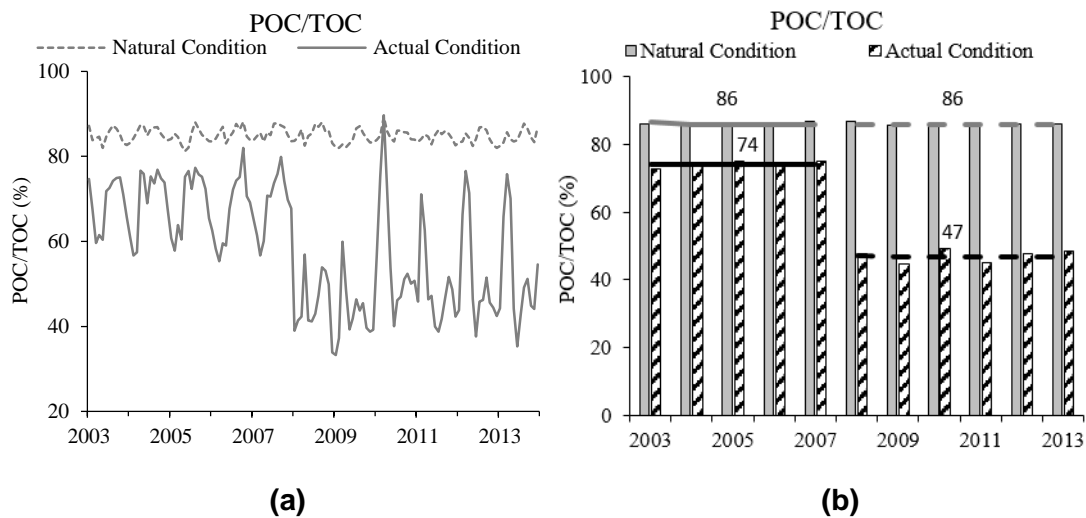 POC/TOC
Natural Condition Actual Condition
100
80
60
40
20
POC/TOC (%)
2003 2005 2007 2009 2011 2013
(a)
POC/TOC
Natural Condition Actual Condition
100
80
60
40
20
0
POC/TOC (%)
86 86
74
47
2003 2005 2007 2009 2011 2013
(b)